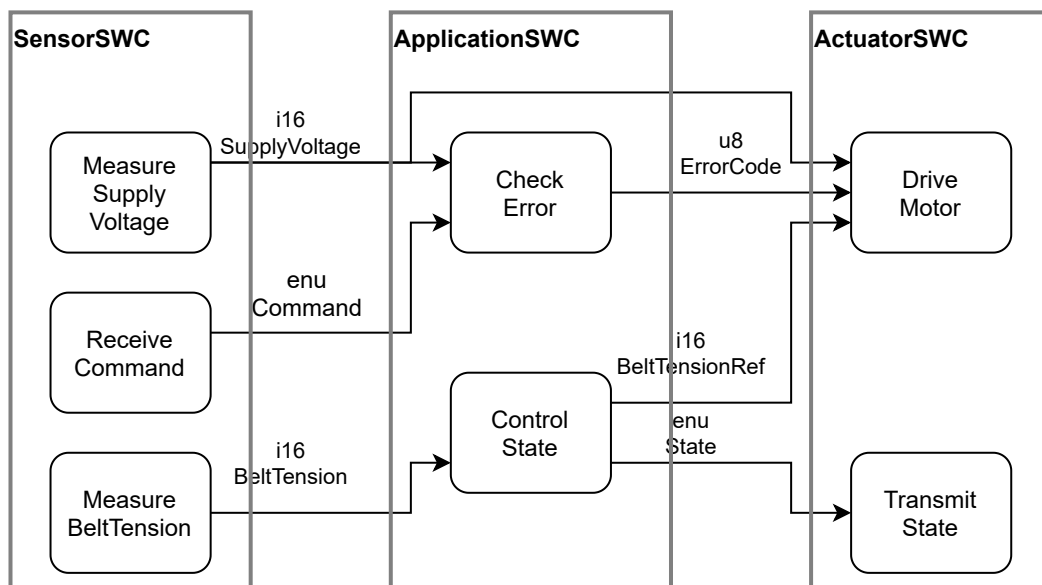 SensorSWC
ApplicationSWC
ActuatorSWC
i16
SupplyVoltage
Measure
Supply
Voltage
Check
Error
u8
ErrorCode
Drive
Motor
enu
Command
Receive
Command
i16
BeltTensionRef
Control
State
enu
State
i16
BeltTension
Measure
BeltTension
Transmit
State